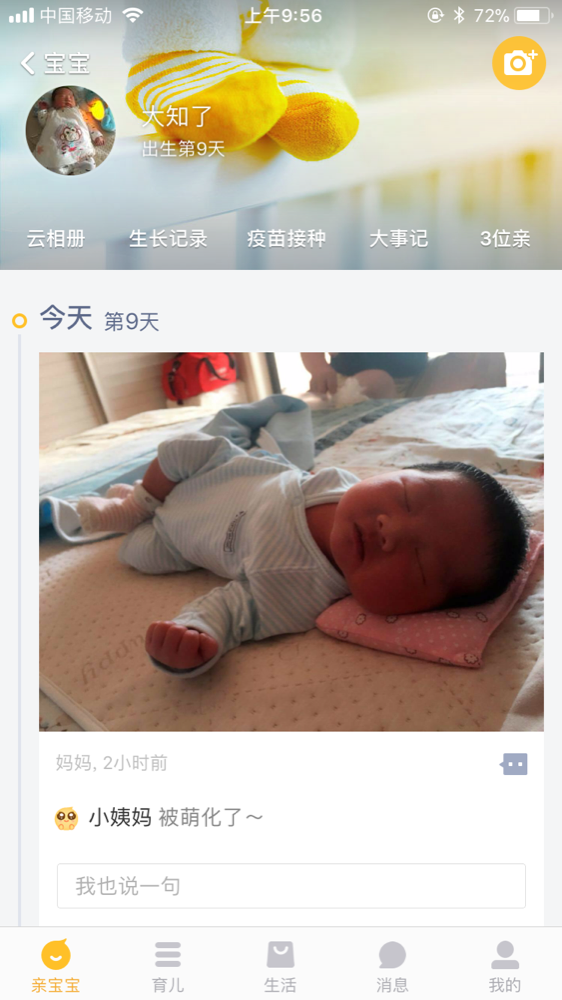 中国移动
上午9:56
72%
宝宝
大知了
出生第9天
云相册
生长记录
疫苗接种
大事记
3位亲
今天 第9天
妈妈, 2小时前
小姨妈 被萌化了～
我也说一句
亲宝宝
育儿
生活
消息
我的